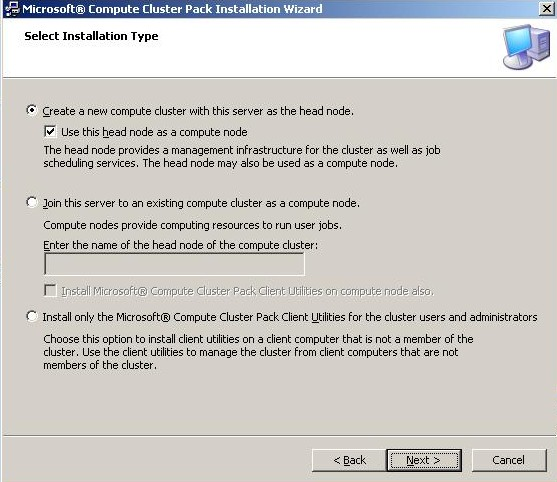 Microsoft® Compute Cluster Pack Installation Wizard
Select Installation Type
Create a new compute cluster with this server as the head node.
Use this head node as a compute node
The head node provides a management infrastructure for the cluster as well as job
scheduling services. The head node may also be used as a compute node.
Join this server to an existing compute cluster as a compute node.
Compute nodes provide computing resources to run user jobs.
Enter the name of the head node of the compute cluster:
Install Microsoft® Compute Cluster Pack Client Utilities on compute node also.
Install only the Microsoft® Compute Cluster Pack Client Utilities for the cluster users and administrators
Choose this option to install client utilities on a client computer that is not a member of the
cluster. Use the client utilities to manage the cluster from client computers that are not
members of the cluster.
< Back Next > Cancel